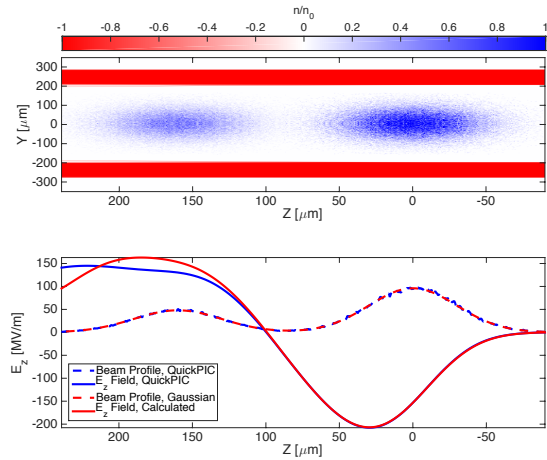 n/n0
-1 -0.8 -0.6 -0.4 -0.2 0 0.2 0.4 0.6 0.8 1
300
200
100
0
-100
-200
-300
Y [μm]
200 150 100 50 0 -50
Z [μm]
150
100
50
0
-50
-100
-150
-200
Ez [MV/m]
Beam Profile, QuickPIC
Ez Field, QuickPIC
Beam Profile, Gaussian
Ez Field, Calculated
200 150 100 50 0 -50
Z [μm]